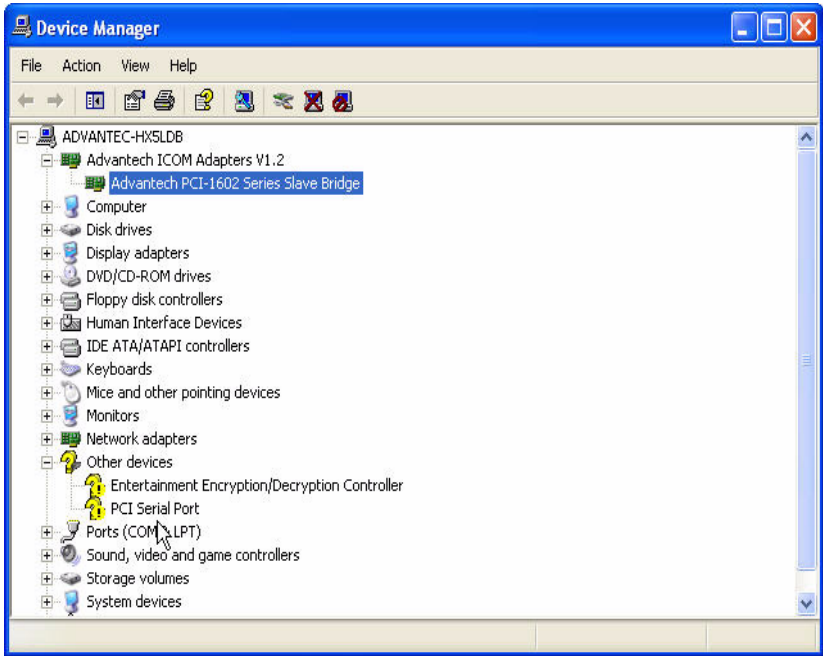 Device Manager
File Action View Help
ADVANTEC-HX5LDB
Advantech ICOM Adapters V1.2
Advantech PCI-1602 Series Slave Bridge
Computer
Disk drives
Display adapters
DVD/CD-ROM drives
Floppy disk controllers
Human Interface Devices
IDE ATA/ATAPI controllers
Keyboards
Mice and other pointing devices
Monitors
Network adapters
Other devices
Entertainment Encryption/Decryption Controller
PCI Serial Port
Ports (COM & LPT)
Sound, video and game controllers
Storage volumes
System devices